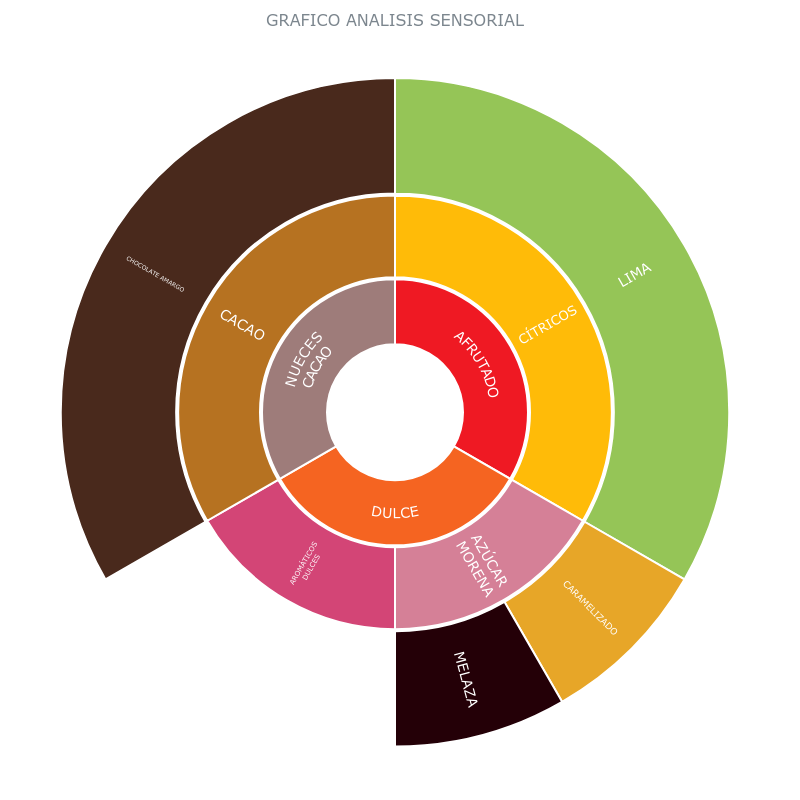 GRAFICO ANALISIS SENSORIAL
LIMA
CÍTRICOS
AFRUTADO
CHOCOLATE AMARGO
CACAO
NUECES
CACAO
DULCE
AROMÁTICOS
DULCES
AZÚCAR
MORENA
CARAMELIZADO
MELAZA